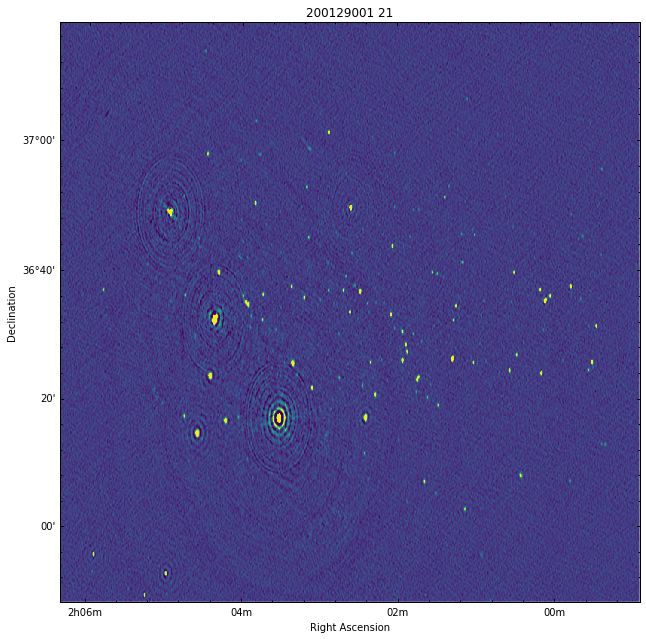 200129001 21
37°00'
36°40'
20'
00'
Declination
2h06m
04m
02m
00m
Right Ascension